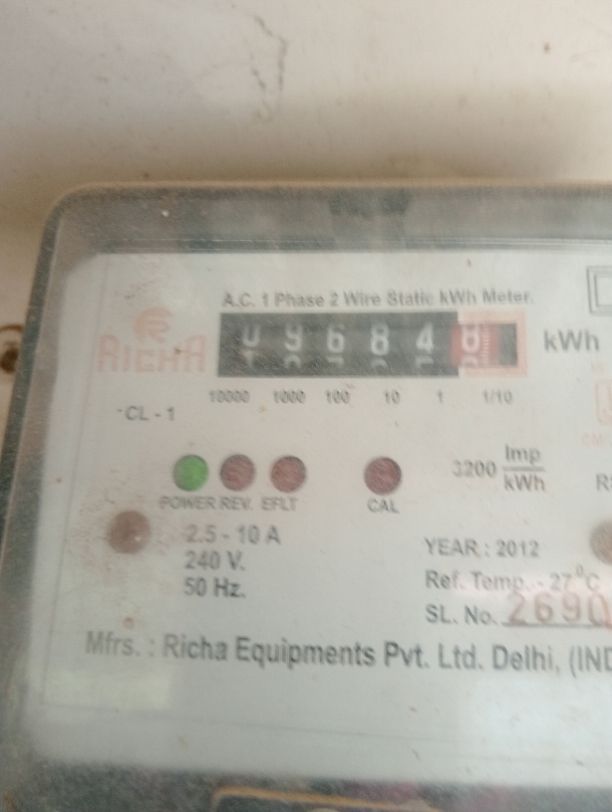 A.C. 1 Phase 2 Wire Static kWh Meter.
RICHA
0 9 6 8 4 8 kWh
10000 1000 100 10 1 1/10
CL - 1
3200 Imp
kWh
POWER REV. EFLT CAL
2.5 - 10 A
240 V.
50 Hz.
YEAR : 2012
Ref. Temp. - 27°C
SL. No. 2690
Mfrs. : Richa Equipments Pvt. Ltd. Delhi, (IND